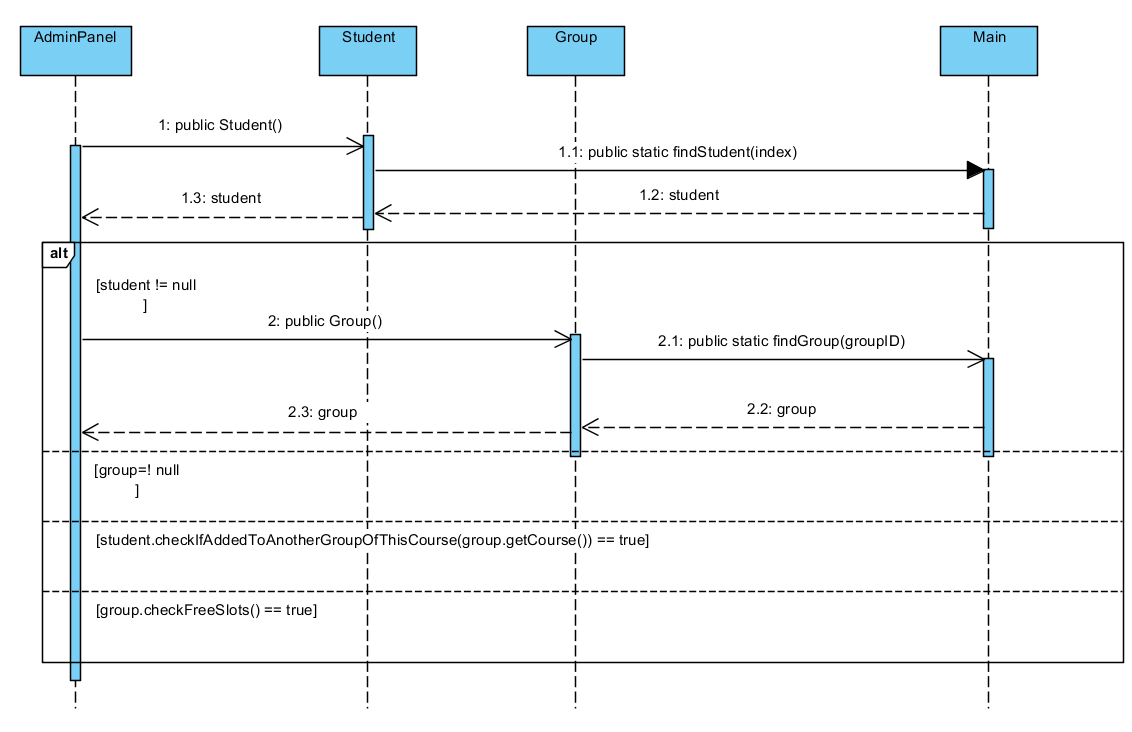 AdminPanel
Student
Group
Main
1: public Student()
1.1: public static findStudent(index)
1.2: student
1.3: student
alt
[student != null
]
2: public Group()
2.1: public static findGroup(groupID)
2.2: group
2.3: group
[group=! null
]
[student.checkIfAddedToAnotherGroupOfThisCourse(group.getCourse()) == true]
[group.checkFreeSlots() == true]